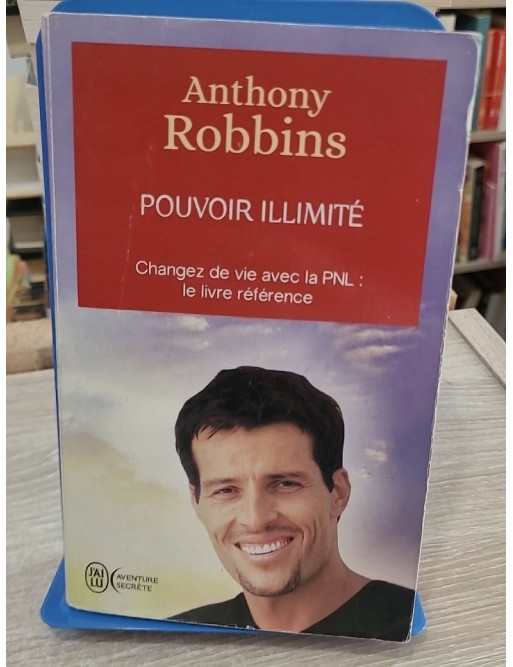 Anthony
Robbins
POUVOIR ILLIMITÉ
Changez de vie avec la PNL :
le livre référence
J'AI
LU
AVENTURE
SECRÈTE